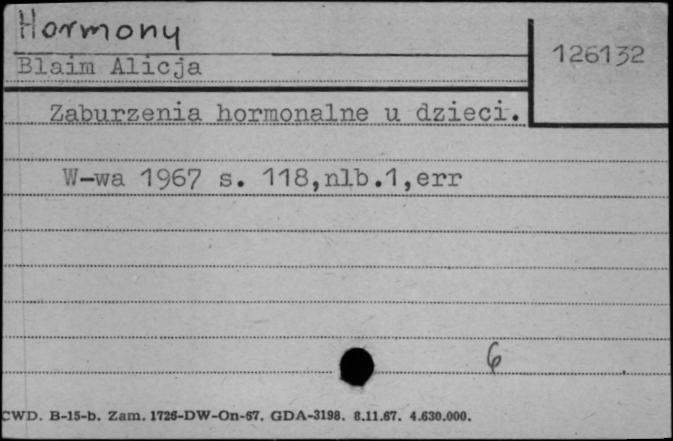 Hormony
126132
Blaim Alicja
Zaburzenia hormonalne u dzieci.
W-wa 1967 s. 118,nlb.1,err
6
CWD. B-15-b. Zam. 1726-DW-On-67. GDA-3198. 8.11.67. 4.630.000.